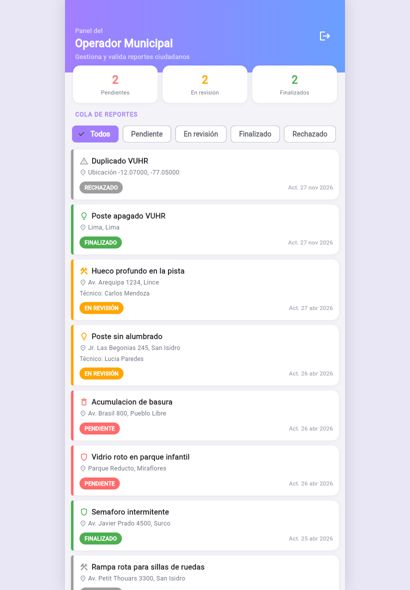 Panel del
Operador Municipal
Gestiona y valida reportes ciudadanos
2
Pendientes
2
En revisión
2
Finalizados
COLA DE REPORTES
Todos
Pendiente
En revisión
Finalizado
Rechazado
Duplicado VUHR
Ubicación -12.07000, -77.05000
RECHAZADO
Act. 27 nov 2026
Poste apagado VUHR
Lima, Lima
FINALIZADO
Act. 27 nov 2026
Hueco profundo en la pista
Av. Arequipa 1234, Lince
Técnico: Carlos Mendoza
EN REVISIÓN
Act. 27 abr 2026
Poste sin alumbrado
Jr. Las Begonias 245, San Isidro
Técnico: Lucia Paredes
EN REVISIÓN
Act. 26 abr 2026
Acumulacion de basura
Av. Brasil 800, Pueblo Libre
PENDIENTE
Act. 26 abr 2026
Vidrio roto en parque infantil
Parque Reducto, Miraflores
PENDIENTE
Act. 26 abr 2026
Semaforo intermitente
Av. Javier Prado 4500, Surco
FINALIZADO
Act. 25 abr 2026
Rampa rota para sillas de ruedas
Av. Petit Thouars 3300, San Isidro